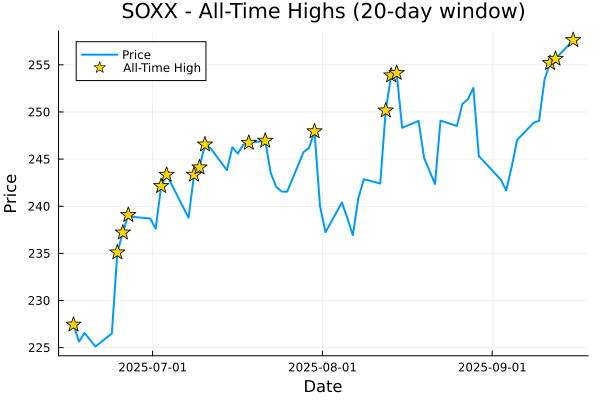 SOXX - All-Time Highs (20-day window)
Price
All-Time High
255
250
245
240
235
230
225
Price
2025-07-01
2025-08-01
2025-09-01
Date